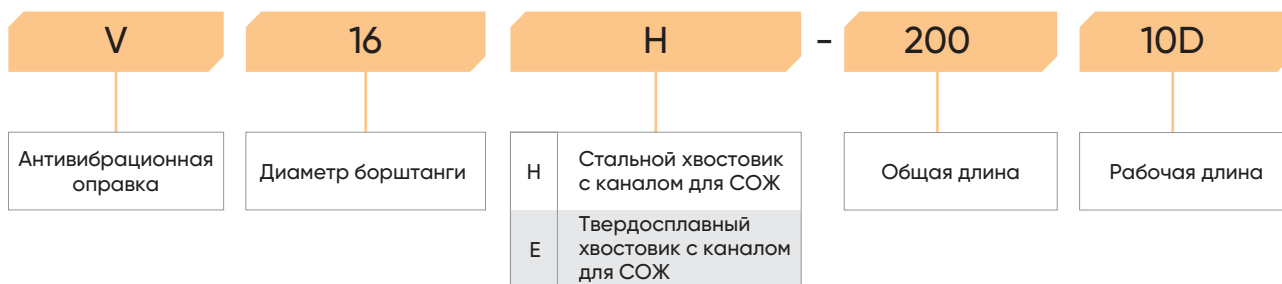 V 16 H - 200 10D
Антивибрационная
оправка
Диаметр борштанги
H
Стальной хвостовик
с каналом для СОЖ
E
Твердосплавный
хвостовик с каналом
для СОЖ
Общая длина
Рабочая длина